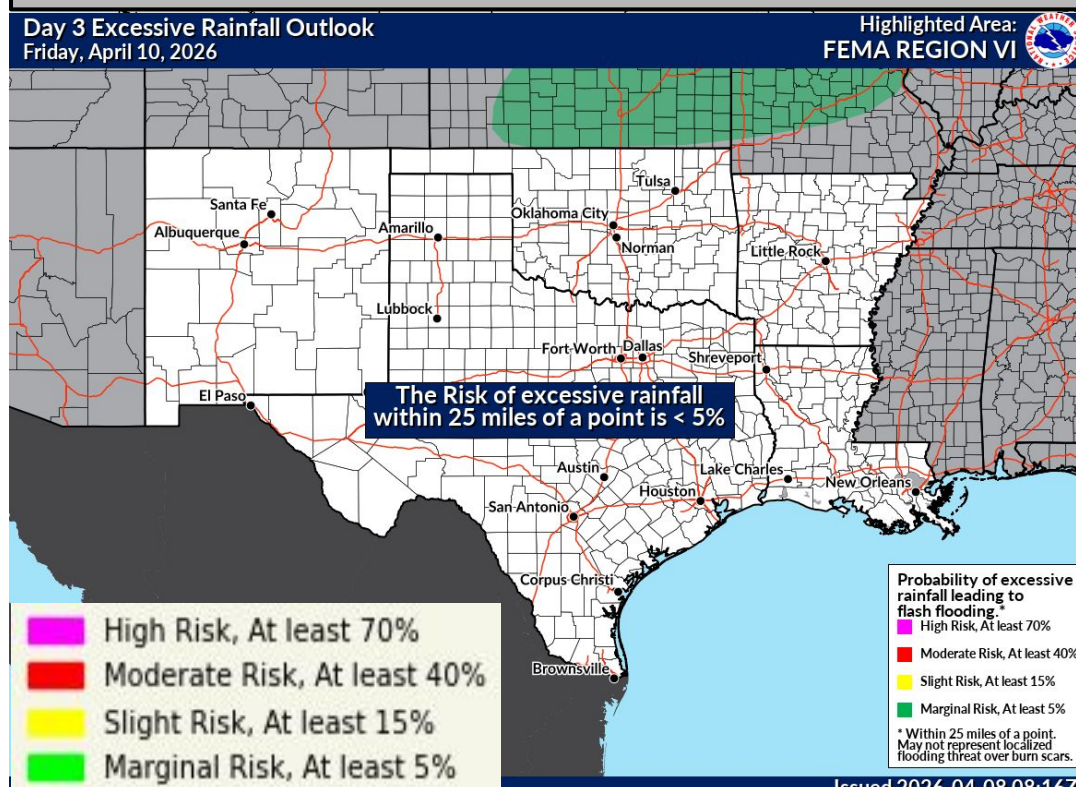 Day 3 Excessive Rainfall Outlook
Friday, April 10, 2026
Highlighted Area:
FEMA REGION VI
Santa Fe
Albuquerque
Amarillo
Tulsa
Oklahoma City
Norman
Little Rock
Lubbock
Fort Worth
Dallas
Shreveport
El Paso
The Risk of excessive rainfall
within 25 miles of a point is < 5%
Austin
Lake Charles
Houston
New Orleans
San Antonio
Corpus Christi
Brownsville
High Risk, At least 70%
Moderate Risk, At least 40%
Slight Risk, At least 15%
Marginal Risk, At least 5%
Probability of excessive
rainfall leading to
flash flooding.*
High Risk, At least 70%
Moderate Risk, At least 40%
Slight Risk, At least 15%
Marginal Risk, At least 5%
* Within 25 miles of a point.
May not represent localized
flooding threat over burn scars.
Issued 2026-04-08 08:16Z